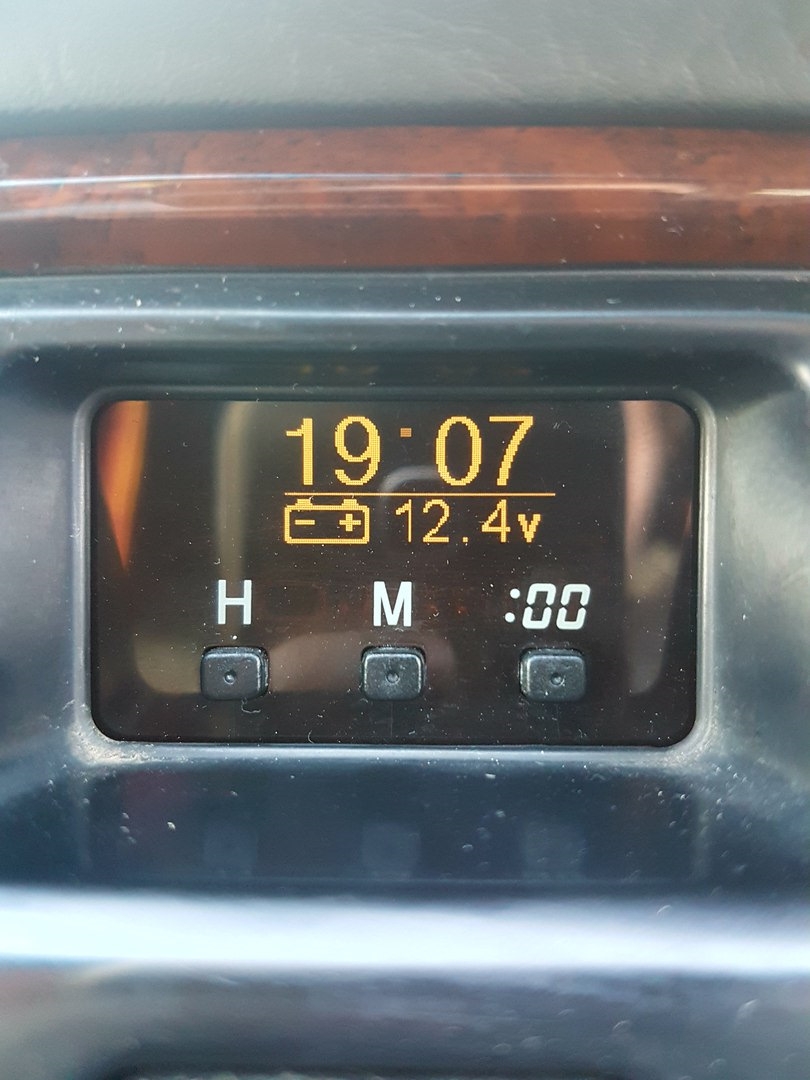 19:07
- + 12.4v
H M :00